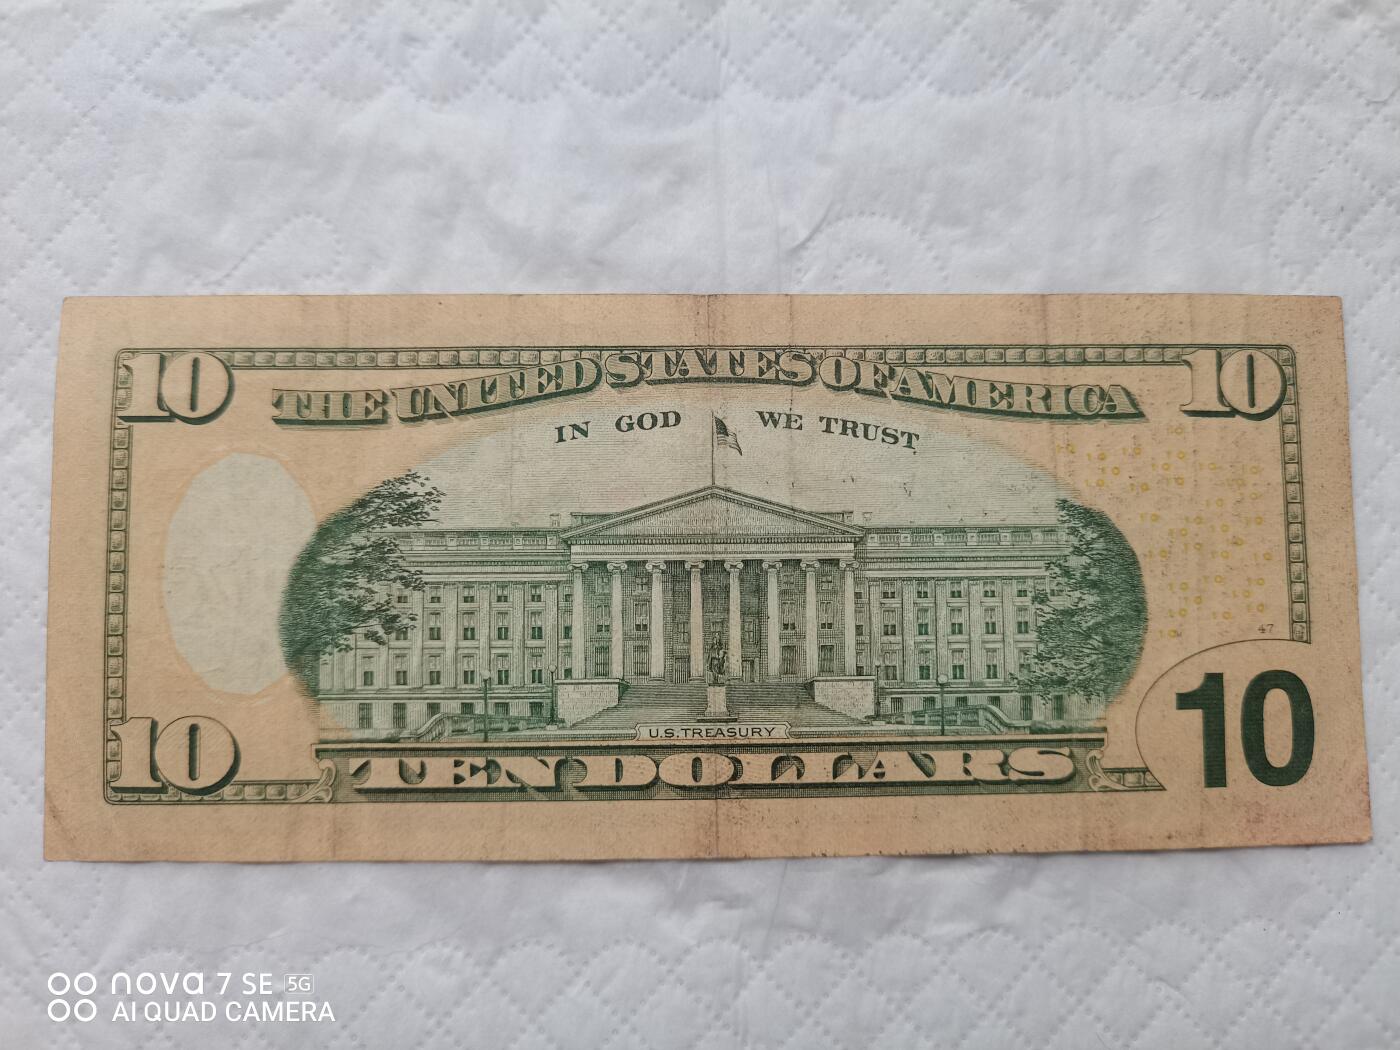 10 THE UNITED STATES OF AMERICA 10
IN GOD WE TRUST
47
U.S. TREASURY
10 TEN DOLLARS 10
nova 7 SE 5G
AI QUAD CAMERA